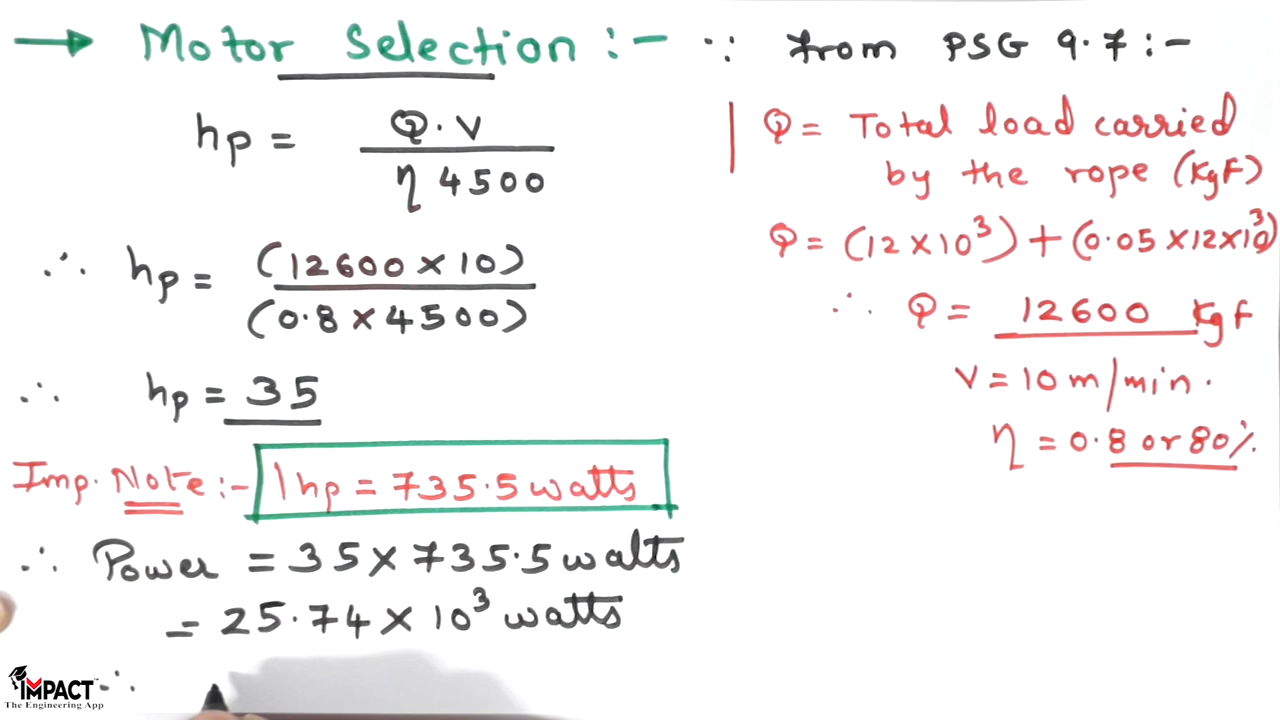 → Motor Selection :-
hp = Q.V / η 4500
∴ hp = (12600 × 10) / (0.8 × 4500)
∴ hp = 35
Imp. Note :- 1 hp = 735.5 watts
∴ Power = 35 × 735.5 watts
= 25.74 × 10³ watts
∴
∵ from PSG 9.7 :-
Q = Total load carried
by the rope (KgF)
Q = (12 × 10³) + (0.05 × 12 × 10³)
∴ Q = 12600 KgF
V = 10 m/min.
η = 0.8 or 80%.
IMPACT
The Engineering App